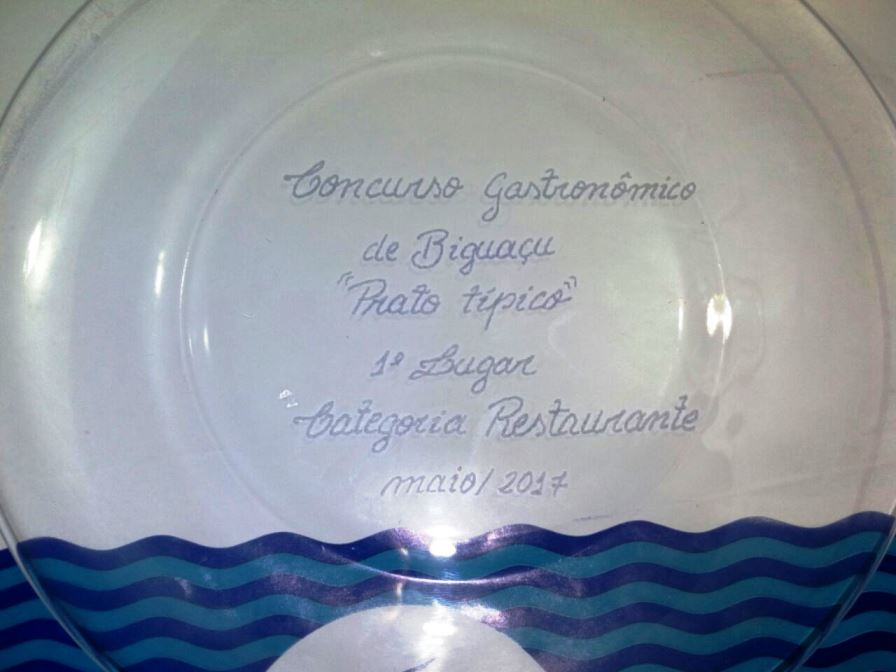 Concurso Gastronômico
de Biguaçu
"Prato típico"
1º Lugar
Categoria Restaurante
maio/2017